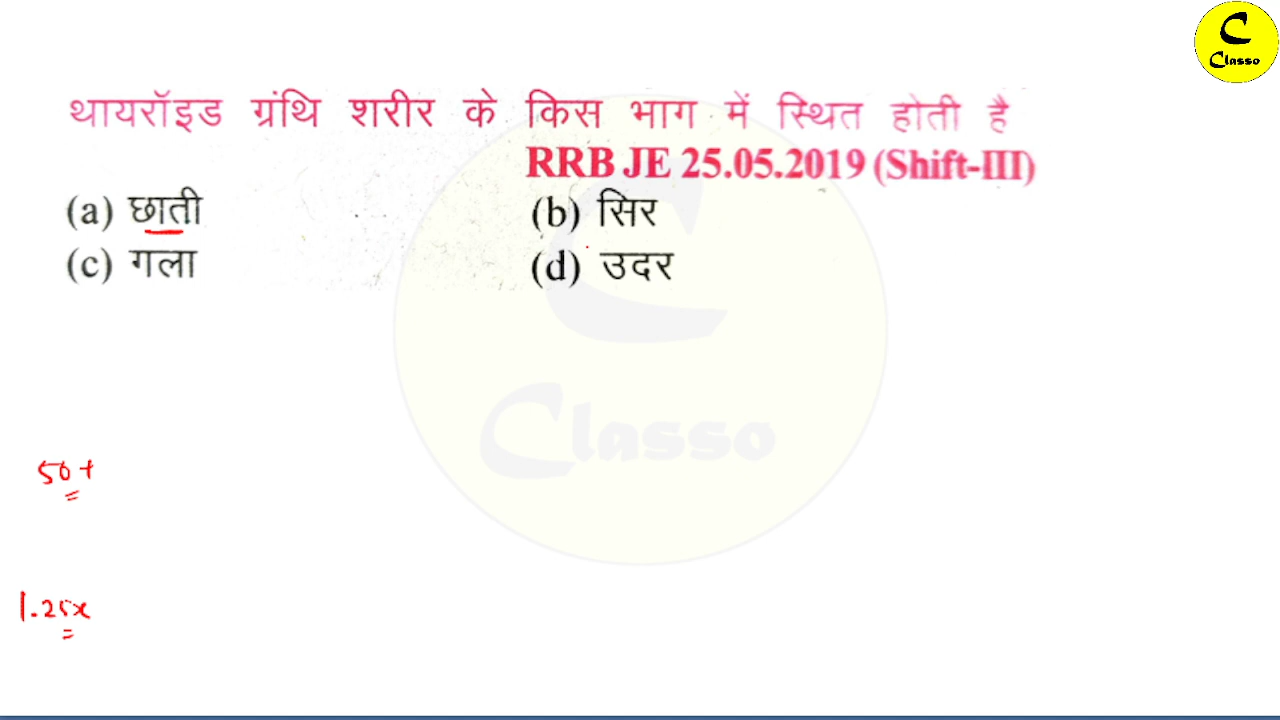 C
Classo
थायरॉइड ग्रंथि शरीर के किस भाग में स्थित होती है
RRB JE 25.05.2019 (Shift-III)
(a) छाती (b) सिर
(c) गला (d) उदर
C
Classo
50+
1.25x